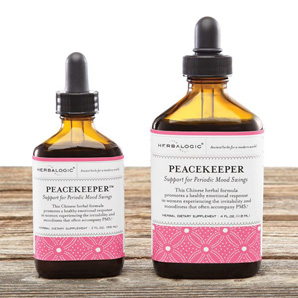 HERBALOGIC
PEACEKEEPER™
Support for Periodic Mood Swings
This Chinese herbal formula
promotes a healthy emotional response
in women experiencing the irritability and
moodiness that often accompany PMS.
HERBAL DIETARY SUPPLEMENT
HERBALOGIC
PEACEKEEPER
Support for Periodic Mood Swings
This Chinese herbal formula
promotes a healthy emotional response
in women experiencing the irritability and
moodiness that often accompany PMS.
HERBAL DIETARY SUPPLEMENT · 4 FL OZ (118 ML)